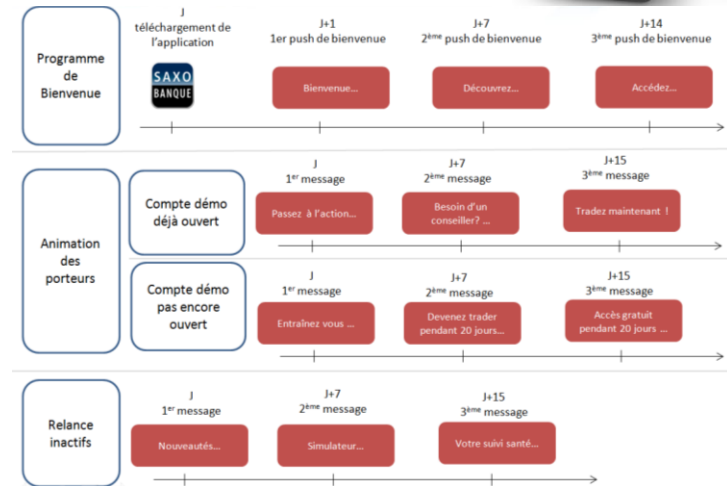 Programme
de
Bienvenue
J
téléchargement de
l'application
SAXO
BANQUE
J+1
1er push de bienvenue
Bienvenue...
J+7
2ème push de bienvenue
Découvrez...
J+14
3ème push de bienvenue
Accédez...
Animation
des
porteurs
Compte démo
déjà ouvert
J
1er message
Passez à l'action...
J+7
2ème message
Besoin d'un
conseiller? ...
J+15
3ème message
Tradez maintenant !
Compte démo
pas encore
ouvert
J
1er message
Entraînez vous ...
J+7
2ème message
Devenez trader
pendant 20 jours...
J+15
3ème message
Accès gratuit
pendant 20 jours ...
Relance
inactifs
J
1er message
Nouveautés...
J+7
2ème message
Simulateur...
J+15
3ème message
Votre suivi santé...